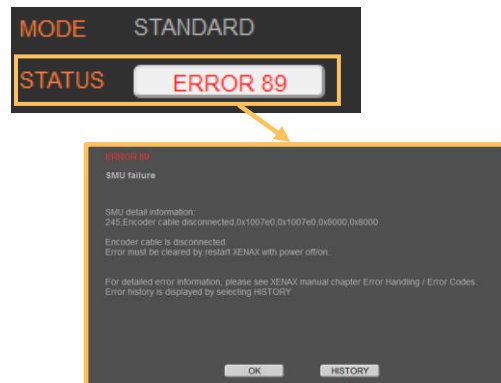 MODE STANDARD
STATUS ERROR 89
ERROR 89
SMU failure
SMU detail information:
245,Encoder cable disconnected,0x1007e0,0x1007e0,0x8000,0x8000
Encoder cable is disconnected.
Error must be cleared by restart XENAX with power off/on.
For detailed error information, please see XENAX manual chapter Error Handling / Error Codes.
Error history is displayed by selecting HISTORY
OK HISTORY